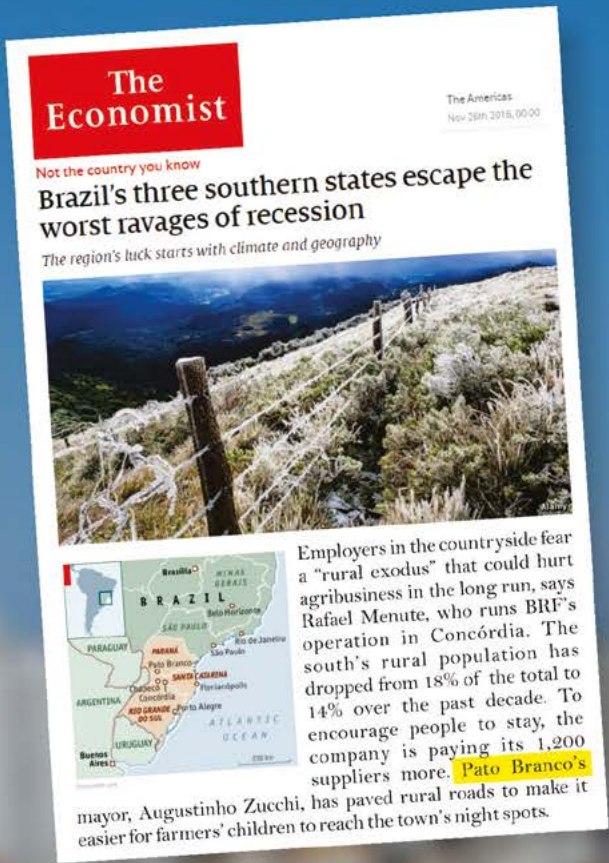 The
Economist
The Americas
Nov 26th 2016, 00:00
Not the country you know
Brazil's three southern states escape the
worst ravages of recession
The region's luck starts with climate and geography
Alamy
Brasília
MINAS
GERAIS
BRAZIL
Belo Horizonte
SÃO PAULO
Rio de Janeiro
São Paulo
PARAGUAY
PARANÁ
Pato Branco
SANTA CATARINA
Chapecó
Florianópolis
Concórdia
ARGENTINA
RIO GRANDE
DO SUL
Porto Alegre
ATLANTIC
OCEAN
URUGUAY
Buenos
Aires
Employers in the countryside fear
a “rural exodus” that could hurt
agribusiness in the long run, says
Rafael Menute, who runs BRF’s
operation in Concórdia. The
south’s rural population has
dropped from 18% of the total to
14% over the past decade. To
encourage people to stay, the
company is paying its 1,200
suppliers more. Pato Branco’s
mayor, Augustinho Zucchi, has paved rural roads to make it
easier for farmers’ children to reach the town’s night spots.